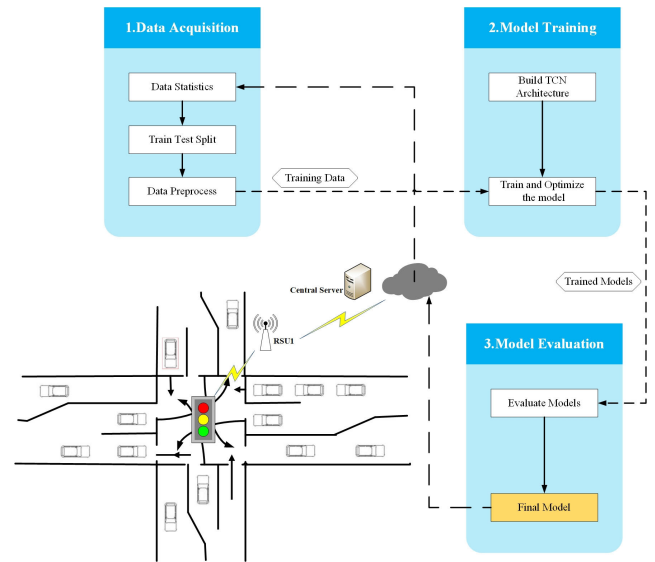 1.Data Acquisition
Data Statistics
Train Test Split
Data Preprocess
Training Data
2.Model Training
Build TCN
Architecture
Train and Optimize
the model
Trained Models
Central Server
RSU1
3.Model Evaluation
Evaluate Models
Final Model